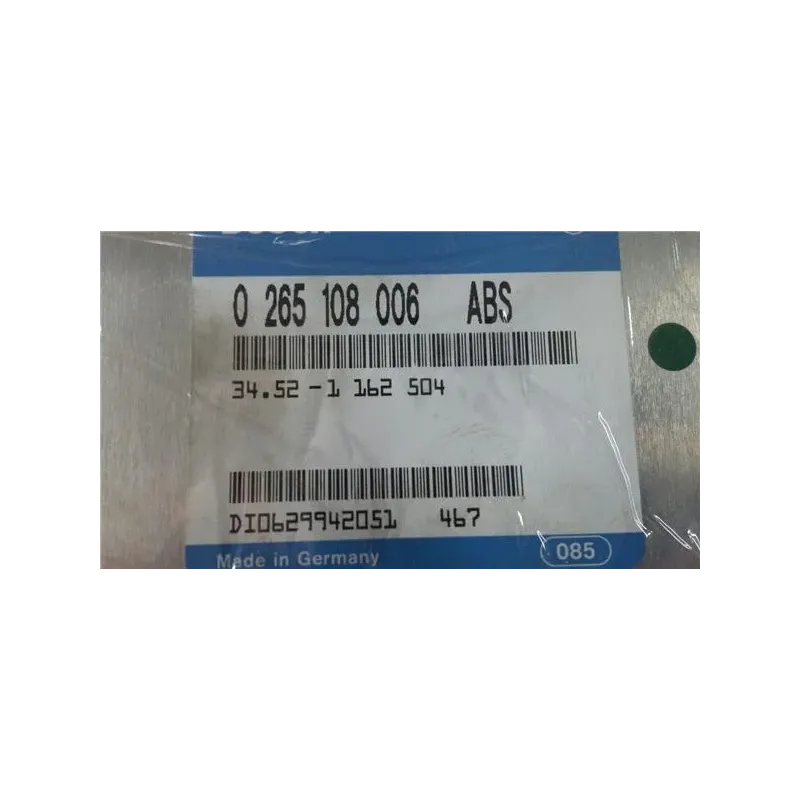 0 265 108 006 ABS
34.52-1 162 504
DI0629942051 467
Made in Germany
085